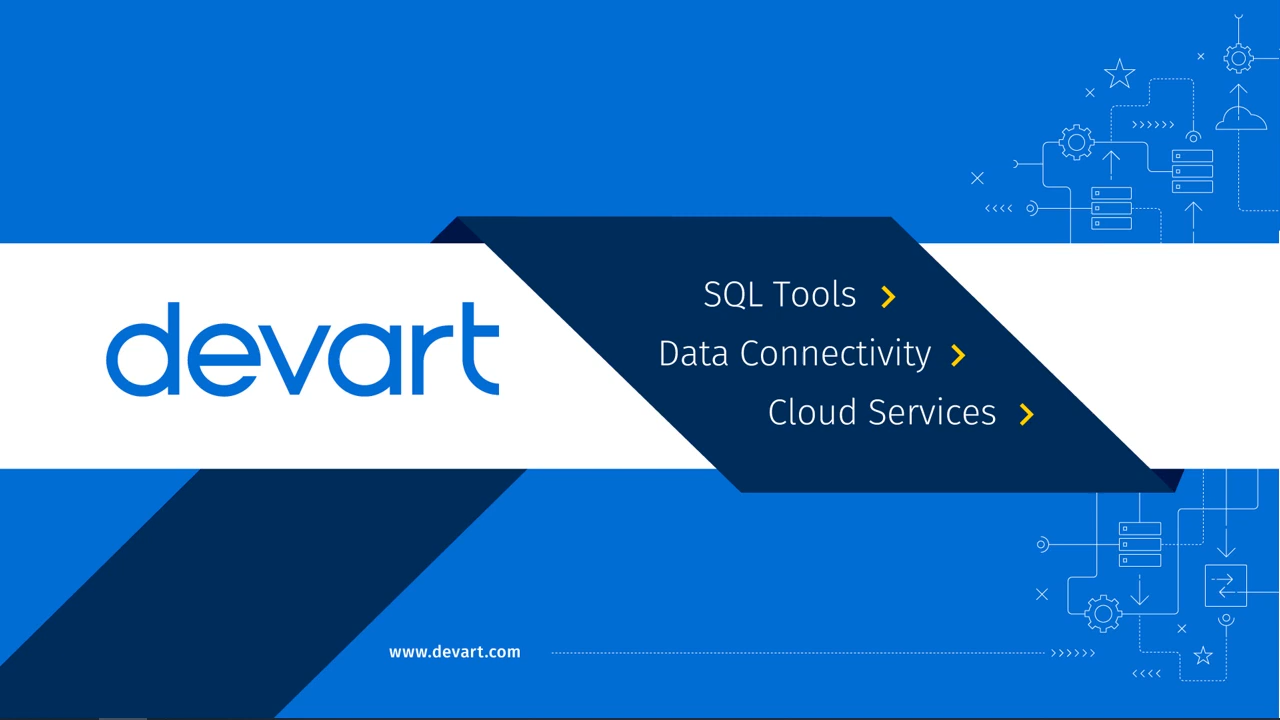 devart
SQL Tools
Data Connectivity
Cloud Services
www.devart.com